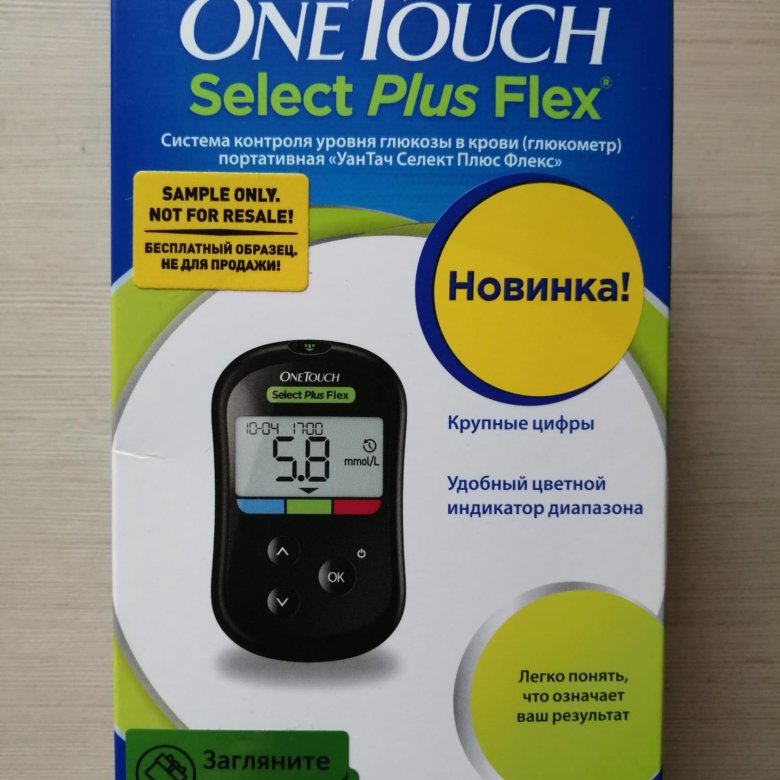 ONETOUCH
Select Plus Flex®
Система контроля уровня глюкозы в крови (глюкометр)
портативная «УанТач Селект Плюс Флекс»
SAMPLE ONLY.
NOT FOR RESALE!
БЕСПЛАТНЫЙ ОБРАЗЕЦ.
НЕ ДЛЯ ПРОДАЖИ!
Новинка!
ONETOUCH
Select Plus Flex
10-04 17:00
5.8
mmol/L
OK
Крупные цифры
Удобный цветной
индикатор диапазона
Легко понять,
что означает
ваш результат
Загляните